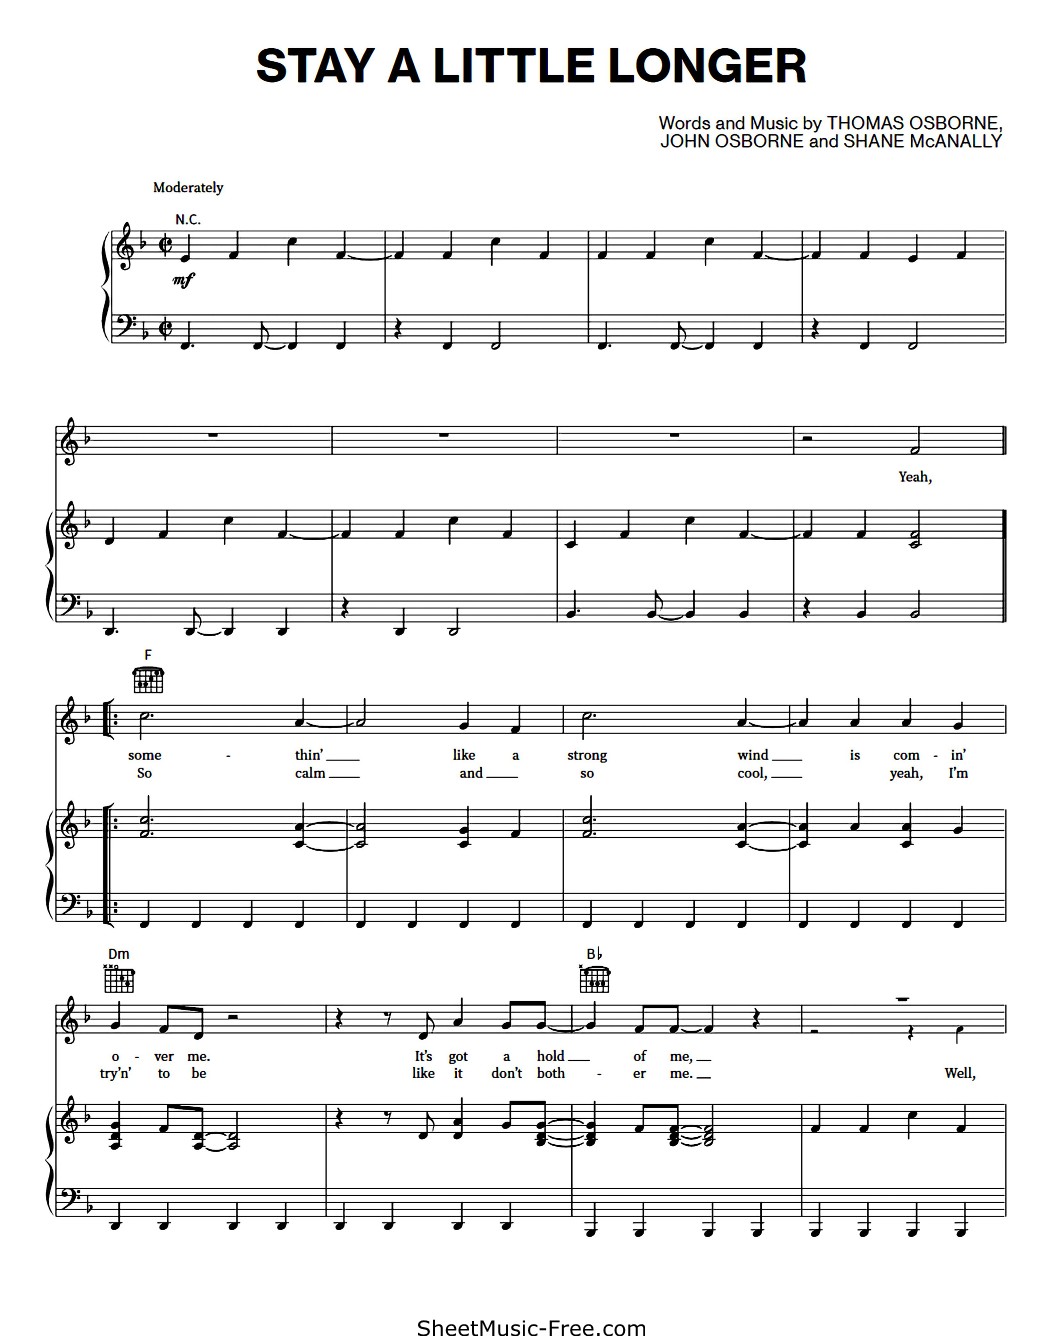 STAY A LITTLE LONGER
Words and Music by THOMAS OSBORNE,
JOHN OSBORNE and SHANE McANALLY
Moderately
N.C.
mf
Yeah,
F
some - thin' like a strong wind is com - in'
So calm and so cool, yeah, I'm
Dm B♭
o - ver me. It's got a hold of me,
try'n' to be like it don't both - er me. Well,
SheetMusic-Free.com